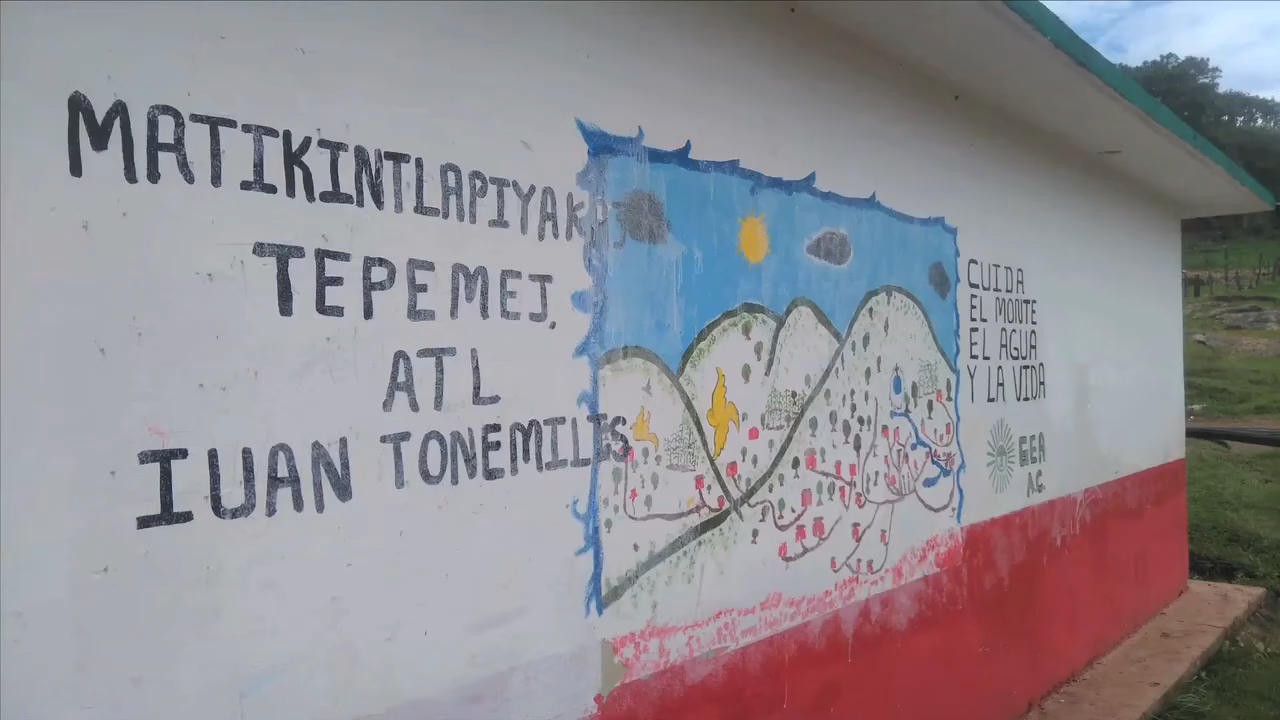 MATIKINTLAPIYAKAJ
TEPEMEJ,
ATL
IUAN TONEMILIS
CUIDA
EL MONTE
EL AGUA
Y LA VIDA
GEA
A.C.